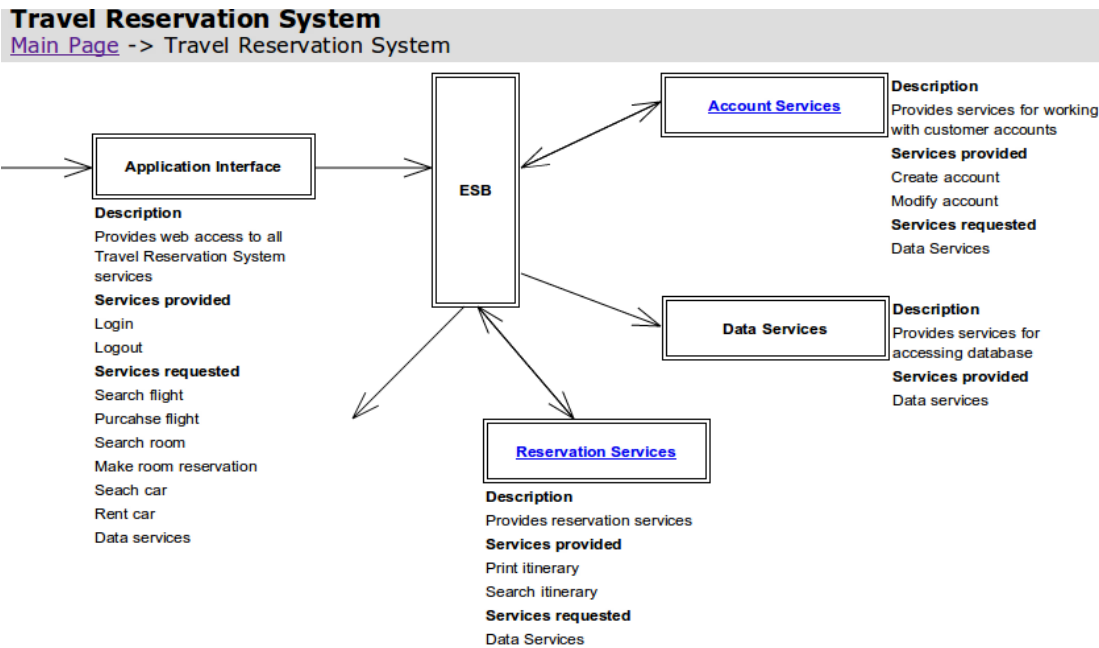 Travel Reservation System
Main Page -> Travel Reservation System
Application Interface
Description
Provides web access to all
Travel Reservation System
services
Services provided
Login
Logout
Services requested
Search flight
Purcahse flight
Search room
Make room reservation
Seach car
Rent car
Data services
ESB
Account Services
Description
Provides services for working
with customer accounts
Services provided
Create account
Modify account
Services requested
Data Services
Data Services
Description
Provides services for
accessing database
Services provided
Data services
Reservation Services
Description
Provides reservation services
Services provided
Print itinerary
Search itinerary
Services requested
Data Services